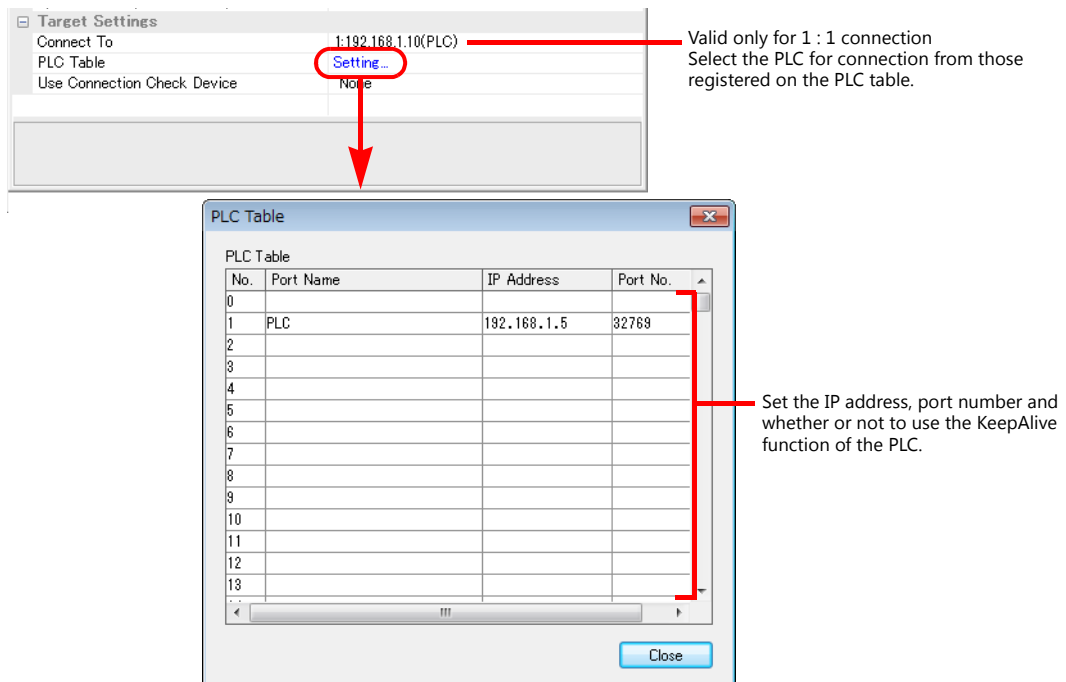 Target Settings
Connect To 1:192.168.1.10(PLC)
Valid only for 1 : 1 connection
Select the PLC for connection from those
registered on the PLC table.
PLC Table Setting...
Use Connection Check Device None
PLC Table
PLC Table
No. Port Name IP Address Port No.
0
1 PLC 192.168.1.5 32769
2
3
4
5
6
7
8
9
10
11
12
13
Set the IP address, port number and
whether or not to use the KeepAlive
function of the PLC.
Close